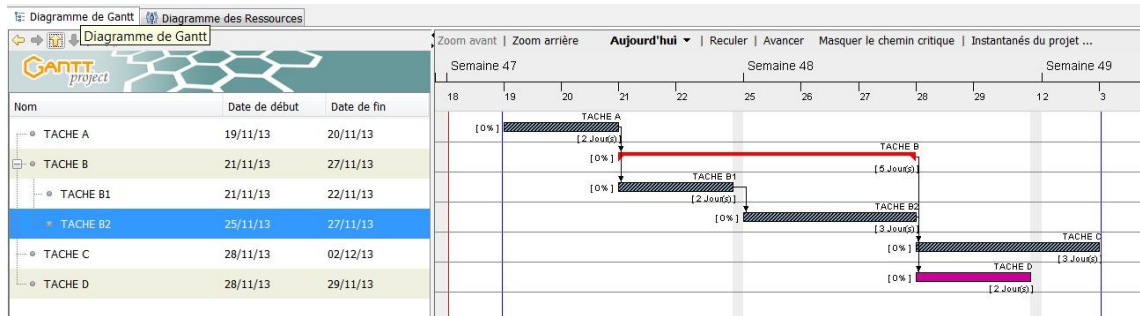 Diagramme de Gantt Diagramme des Ressources
Diagramme de Gantt
Zoom avant | Zoom arrière Aujourd'hui | Reculer | Avancer Masquer le chemin critique | Instantanés du projet ...
GANTT project
Semaine 47 Semaine 48 Semaine 49
Nom Date de début Date de fin
18 19 20 21 22 25 26 27 28 29 12 3
TACHE A 19/11/13 20/11/13
TACHE B 21/11/13 27/11/13
TACHE B1 21/11/13 22/11/13
TACHE B2 25/11/13 27/11/13
TACHE C 28/11/13 02/12/13
TACHE D 28/11/13 29/11/13
TACHE A
[0%]
[2 Jour(s)]
TACHE B
[0%]
[5 Jour(s)]
TACHE B1
[0%]
[2 Jour(s)]
TACHE B2
[0%]
[3 Jour(s)]
TACHE C
[0%]
[3 Jour(s)]
TACHE D
[0%]
[2 Jour(s)]